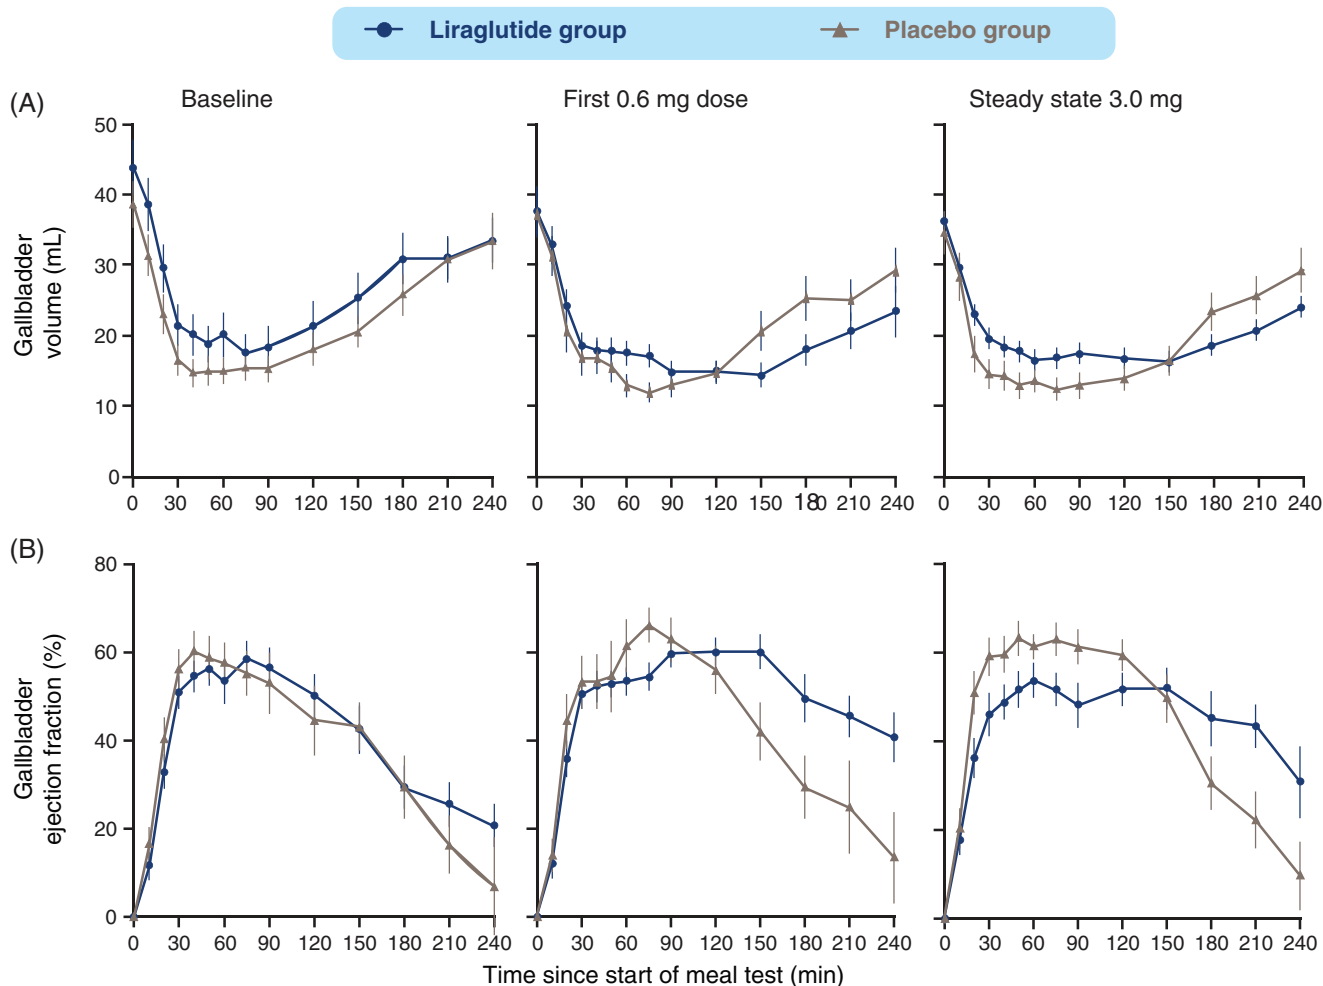 Liraglutide group Placebo group
(A) Baseline First 0.6 mg dose Steady state 3.0 mg
Gallbladder
volume (mL)
50
40
30
20
10
0
0 30 60 90 120 150 180 210 240 0 30 60 90 120 150 180 210 240 0 30 60 90 120 150 180 210 240
(B)
Gallbladder
ejection fraction (%)
80
60
40
20
0
0 30 60 90 120 150 180 210 240 0 30 60 90 120 150 180 210 240 0 30 60 90 120 150 180 210 240
Time since start of meal test (min)